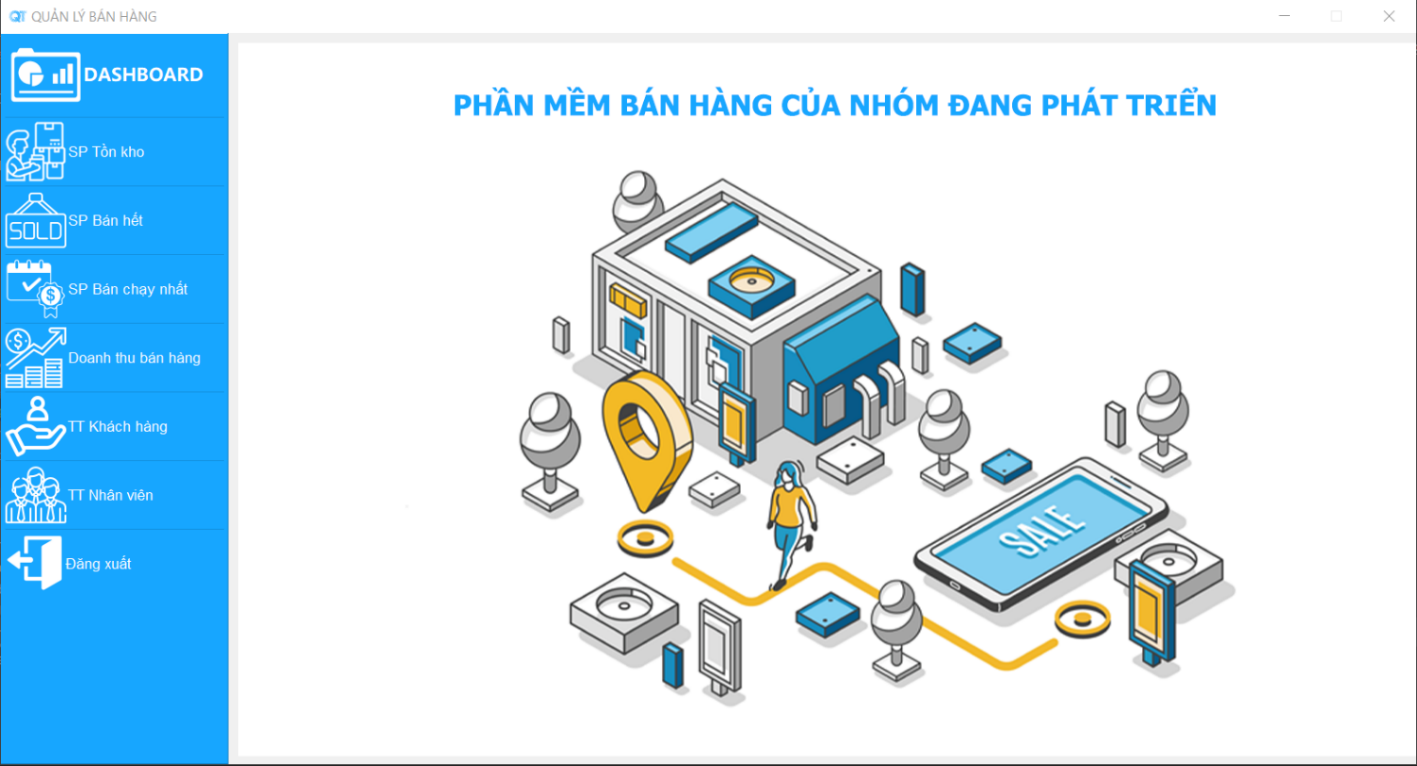 QT QUẢN LÝ BÁN HÀNG
DASHBOARD
SP Tồn kho
SOLD
SP Bán hết
SP Bán chạy nhất
Doanh thu bán hàng
TT Khách hàng
TT Nhân viên
Đăng xuất
PHẦN MỀM BÁN HÀNG CỦA NHÓM ĐANG PHÁT TRIỂN
SALE